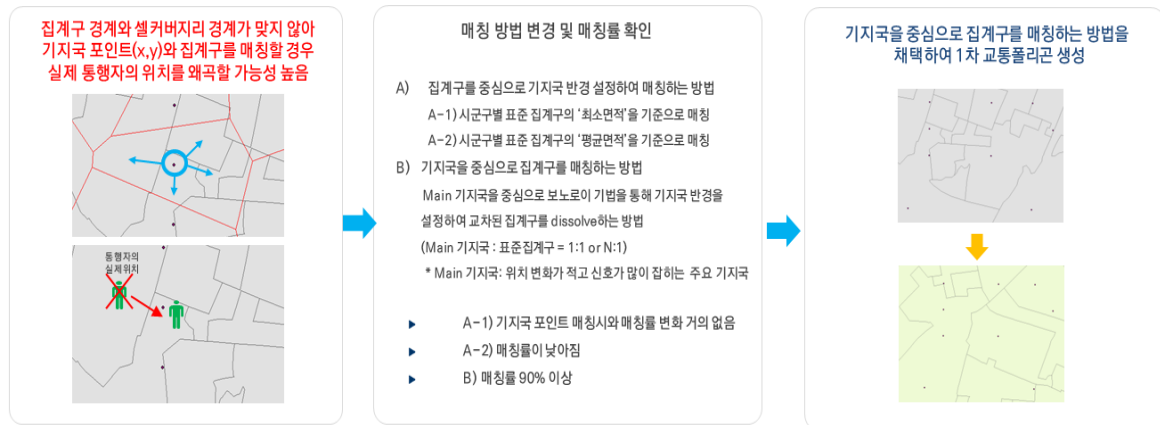 집계구 경계와 셀커버지리 경계가 맞지 않아
기지국 포인트(x,y)와 집계구를 매칭할 경우
실제 통행자의 위치를 왜곡할 가능성 높음
통행자의
실제위치
매칭 방법 변경 및 매칭률 확인
A) 집계구를 중심으로 기지국 반경 설정하여 매칭하는 방법
A-1) 시군구별 표준 집계구의 '최소면적'을 기준으로 매칭
A-2) 시군구별 표준 집계구의 '평균면적'을 기준으로 매칭
B) 기지국을 중심으로 집계구를 매칭하는 방법
Main 기지국을 중심으로 보노로이 기법을 통해 기지국 반경을
설정하여 교차된 집계구를 dissolve하는 방법
(Main 기지국 : 표준집계구 = 1:1 or N:1)
* Main 기지국: 위치 변화가 적고 신호가 많이 잡히는 주요 기지국
A-1) 기지국 포인트 매칭시와 매칭률 변화 거의 없음
A-2) 매칭률이 낮아짐
B) 매칭률 90% 이상
기지국을 중심으로 집계구를 매칭하는 방법을
채택하여 1차 교통폴리곤 생성